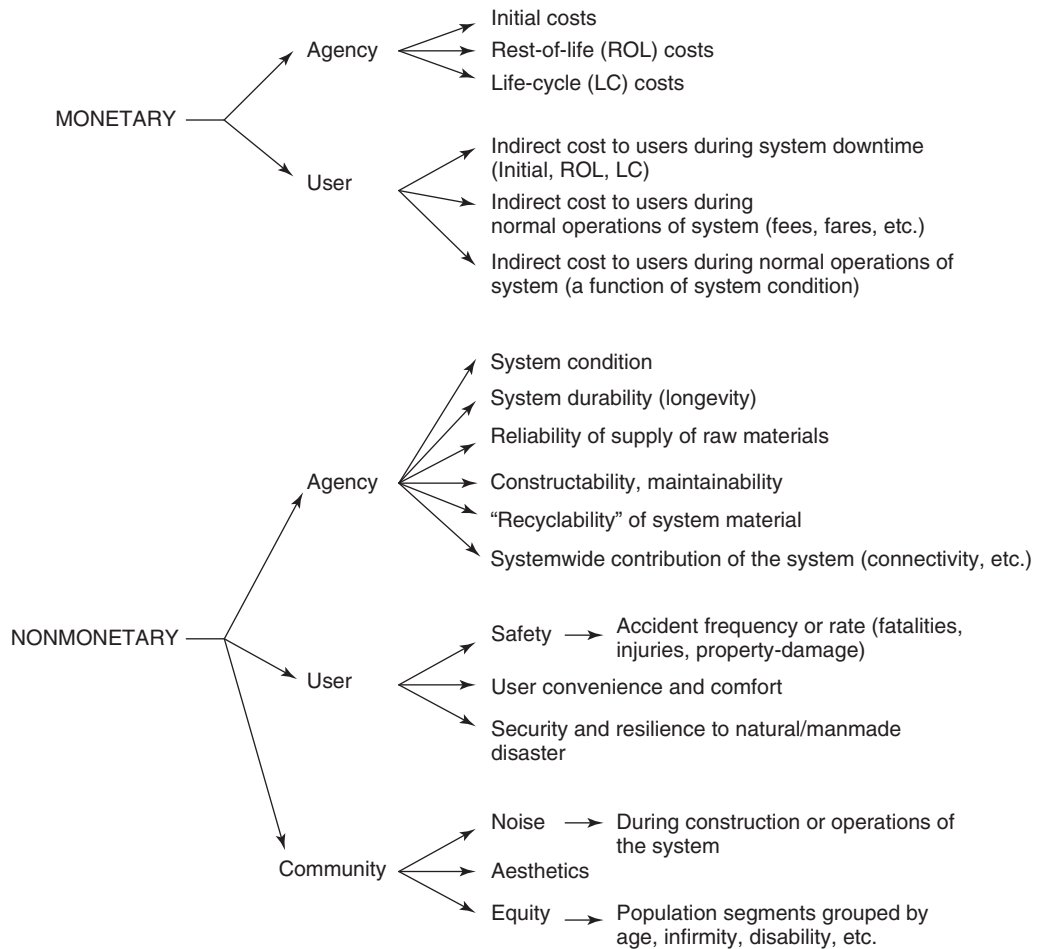 Initial costs
Agency
Rest-of-life (ROL) costs
Life-cycle (LC) costs
MONETARY
Indirect cost to users during system downtime
(Initial, ROL, LC)
User
Indirect cost to users during
normal operations of system (fees, fares, etc.)
Indirect cost to users during normal operations of
system (a function of system condition)
System condition
System durability (longevity)
Reliability of supply of raw materials
Agency
Constructability, maintainability
“Recyclability” of system material
Systemwide contribution of the system (connectivity, etc.)
NONMONETARY
Safety
Accident frequency or rate (fatalities,
injuries, property-damage)
User
User convenience and comfort
Security and resilience to natural/manmade
disaster
Noise
During construction or operations of
the system
Community
Aesthetics
Equity
Population segments grouped by
age, infirmity, disability, etc.